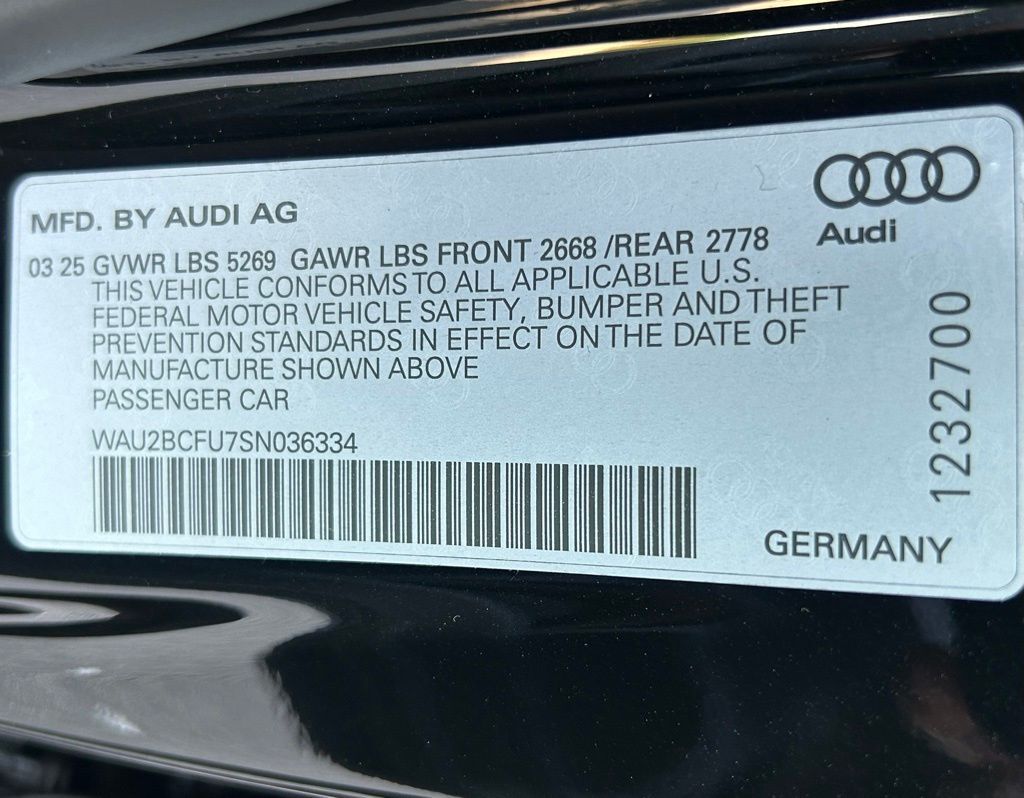 MFD. BY AUDI AG
Audi
03 25 GVWR LBS 5269 GAWR LBS FRONT 2668 /REAR 2778
THIS VEHICLE CONFORMS TO ALL APPLICABLE U.S.
FEDERAL MOTOR VEHICLE SAFETY, BUMPER AND THEFT
PREVENTION STANDARDS IN EFFECT ON THE DATE OF
MANUFACTURE SHOWN ABOVE
PASSENGER CAR
WAU2BCFU7SN036334
1232700
GERMANY